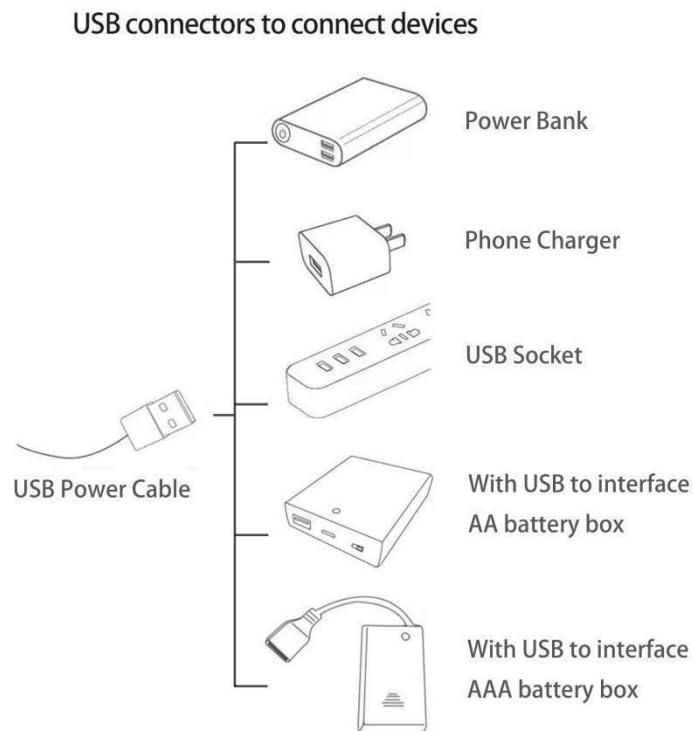 USB connectors to connect devices
Power Bank
Phone Charger
USB Socket
USB Power Cable
With USB to interface
AA battery box
With USB to interface
AAA battery box